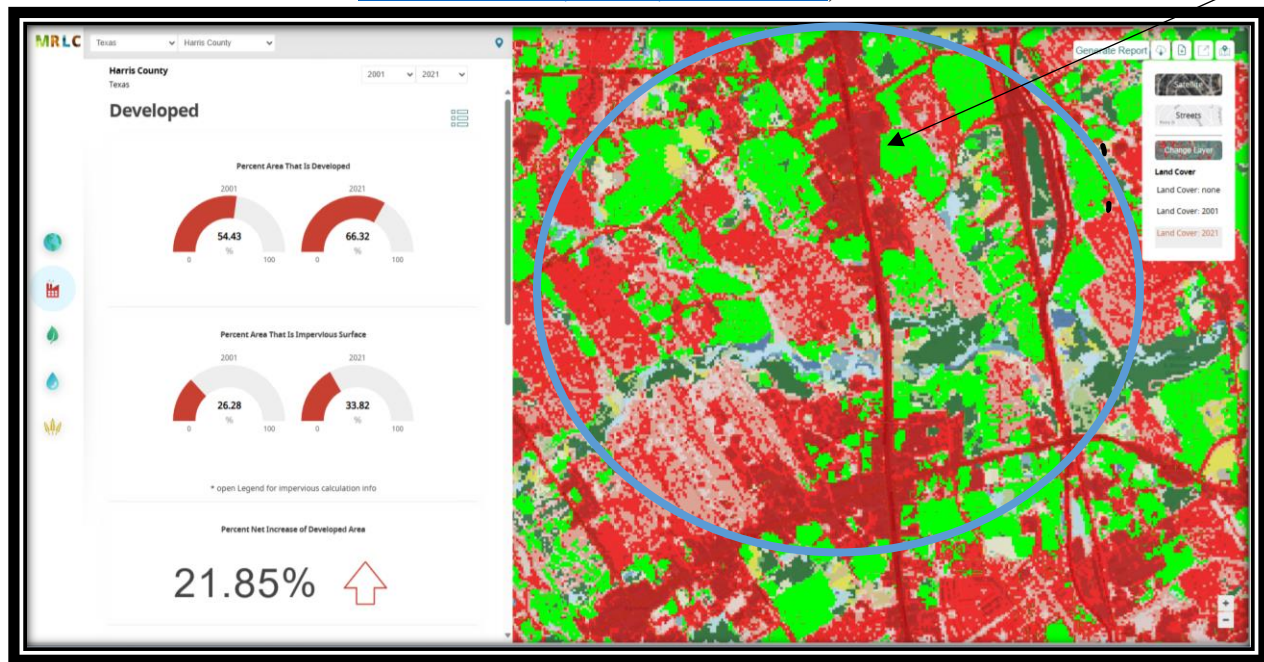 MRLC
Texas
Harris County
Harris County
Texas
2001
2021
Developed
Percent Area That Is Developed
2001
2021
54.43
66.32
%
%
0
100
0
100
Percent Area That Is Impervious Surface
2001
2021
26.28
33.82
%
%
0
100
0
100
* open Legend for impervious calculation info
Percent Net Increase of Developed Area
21.85%
Generate Report
Satellite
Streets
Change Layer
Land Cover
Land Cover: none
Land Cover: 2001
Land Cover: 2021
+
−